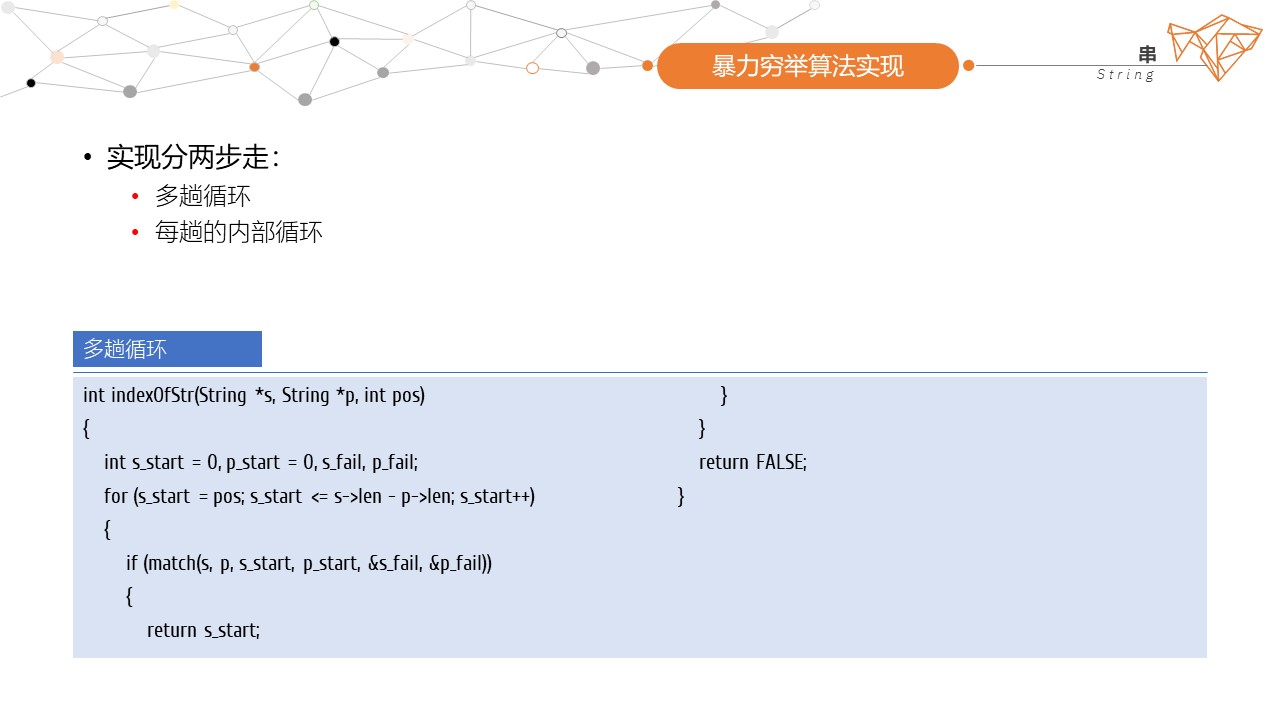 暴力穷举算法实现
串
String
• 实现分两步走：
• 多趟循环
• 每趟的内部循环
多趟循环
int indexOfStr(String *s, String *p, int pos)
{
int s_start = 0, p_start = 0, s_fail, p_fail;
for (s_start = pos; s_start <= s->len - p->len; s_start++)
{
if (match(s, p, s_start, p_start, &s_fail, &p_fail))
{
return s_start;
}
}
return FALSE;
}